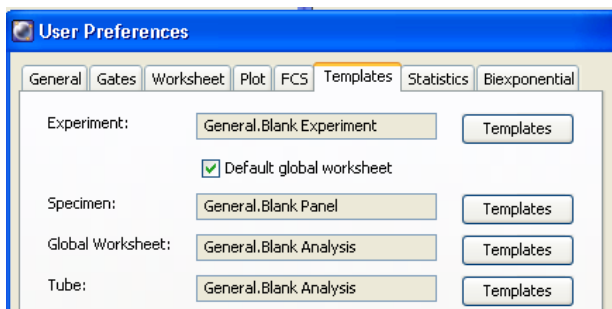 User Preferences
General Gates Worksheet Plot FCS Templates Statistics Biexponential
Experiment: General.Blank Experiment Templates
Default global worksheet
Specimen: General.Blank Panel Templates
Global Worksheet: General.Blank Analysis Templates
Tube: General.Blank Analysis Templates